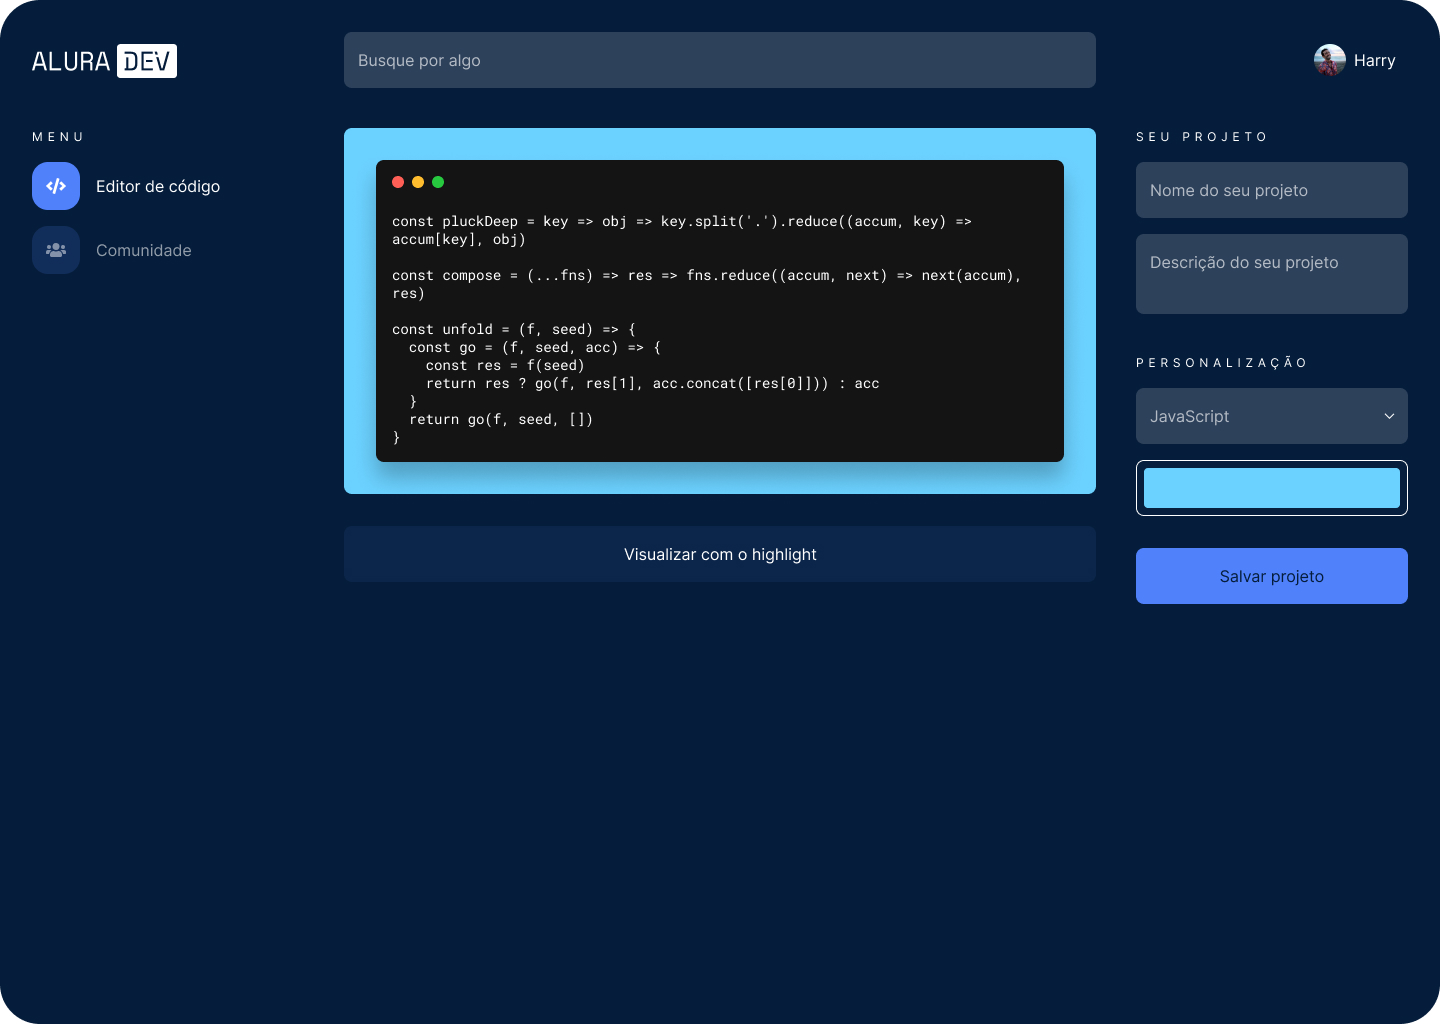 ALURA DEV
Busque por algo
Harry
MENU
Editor de código
Comunidade
const pluckDeep = key => obj => key.split('.').reduce((accum, key) =>
accum[key], obj)
const compose = (...fns) => res => fns.reduce((accum, next) => next(accum),
res)
const unfold = (f, seed) => {
  const go = (f, seed, acc) => {
    const res = f(seed)
    return res ? go(f, res[1], acc.concat([res[0]])) : acc
  }
  return go(f, seed, [])
}
Visualizar com o highlight
SEU PROJETO
Nome do seu projeto
Descrição do seu projeto
PERSONALIZAÇÃO
JavaScript
Salvar projeto